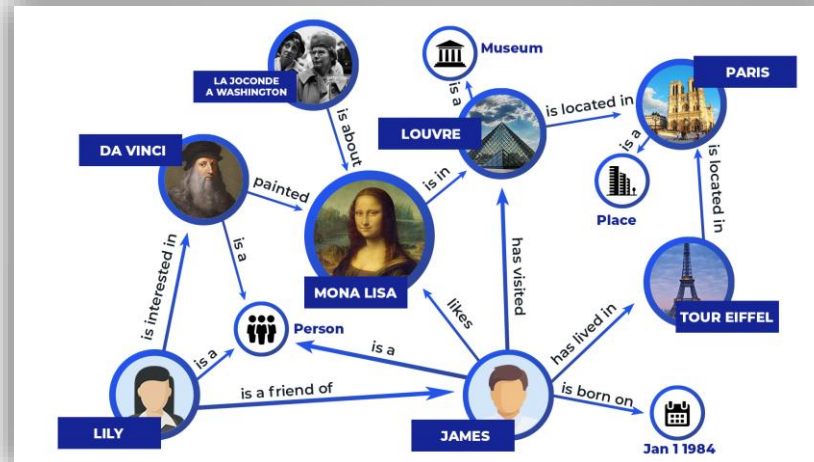 LA JOCONDE
A WASHINGTON
Museum
is a
PARIS
is located in
LOUVRE
is about
DA VINCI
painted
is in
is a
is located in
Place
is a
is interested in
MONA LISA
has visited
TOUR EIFFEL
Person
likes
has lived in
is a
is a
is a friend of
is born on
LILY
JAMES
Jan 1 1984